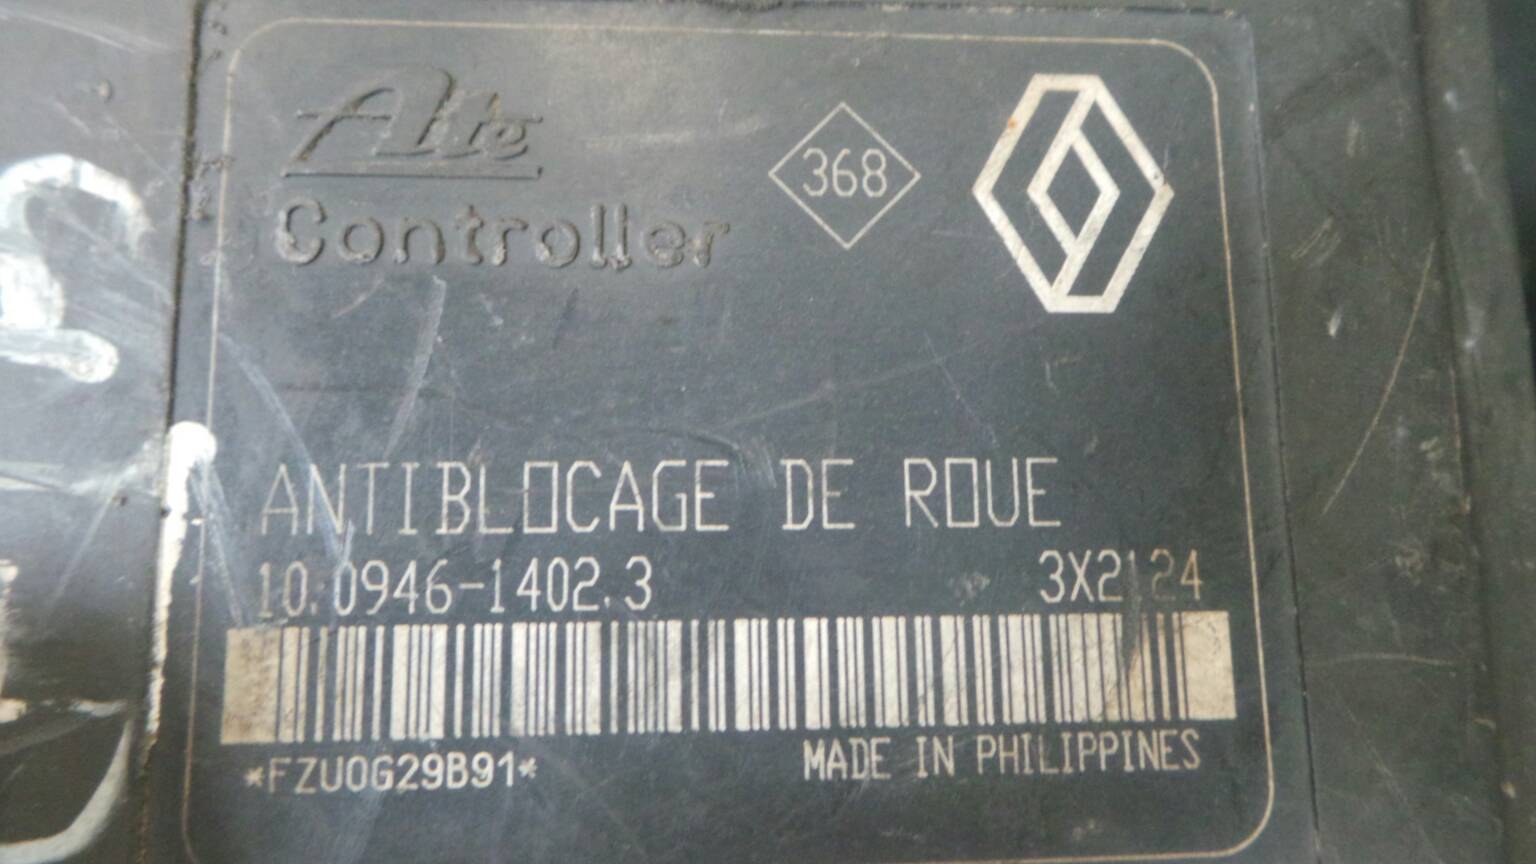 Ate
Controller
368
ANTIBLOCAGE DE ROUE
10.0946-1402.3 3X2124
*FZU0G29B91*
MADE IN PHILIPPINES